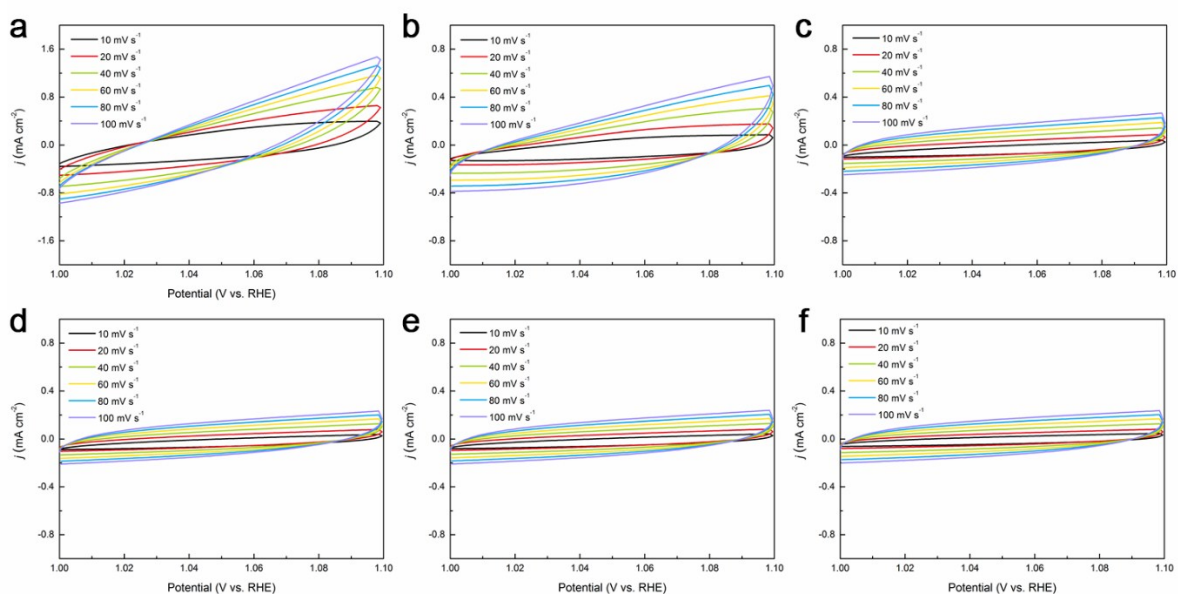 a
10 mV s⁻¹
20 mV s⁻¹
40 mV s⁻¹
60 mV s⁻¹
80 mV s⁻¹
100 mV s⁻¹
j (mA cm⁻²)
1.6
0.8
0.0
-0.8
-1.6
1.00 1.02 1.04 1.06 1.08 1.10
Potential (V vs. RHE)
b
10 mV s⁻¹
20 mV s⁻¹
40 mV s⁻¹
60 mV s⁻¹
80 mV s⁻¹
100 mV s⁻¹
j (mA cm⁻²)
0.8
0.4
0.0
-0.4
-0.8
1.00 1.02 1.04 1.06 1.08 1.10
Potential (V vs. RHE)
c
10 mV s⁻¹
20 mV s⁻¹
40 mV s⁻¹
60 mV s⁻¹
80 mV s⁻¹
100 mV s⁻¹
j (mA cm⁻²)
0.8
0.4
0.0
-0.4
-0.8
1.00 1.02 1.04 1.06 1.08 1.10
Potential (V vs. RHE)
d
10 mV s⁻¹
20 mV s⁻¹
40 mV s⁻¹
60 mV s⁻¹
80 mV s⁻¹
100 mV s⁻¹
j (mA cm⁻²)
0.8
0.4
0.0
-0.4
-0.8
1.00 1.02 1.04 1.06 1.08 1.10
Potential (V vs. RHE)
e
10 mV s⁻¹
20 mV s⁻¹
40 mV s⁻¹
60 mV s⁻¹
80 mV s⁻¹
100 mV s⁻¹
j (mA cm⁻²)
0.8
0.4
0.0
-0.4
-0.8
1.00 1.02 1.04 1.06 1.08 1.10
Potential (V vs. RHE)
f
10 mV s⁻¹
20 mV s⁻¹
40 mV s⁻¹
60 mV s⁻¹
80 mV s⁻¹
100 mV s⁻¹
j (mA cm⁻²)
0.8
0.4
0.0
-0.4
-0.8
1.00 1.02 1.04 1.06 1.08 1.10
Potential (V vs. RHE)